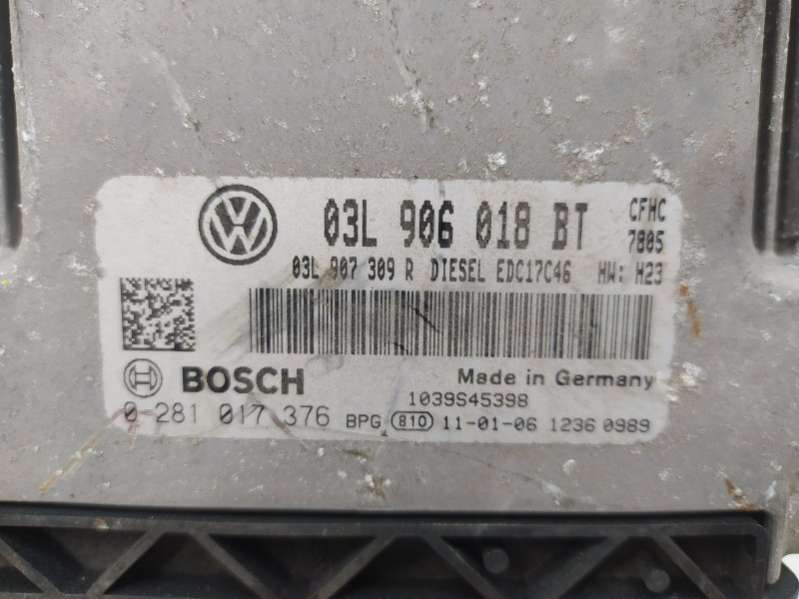 03L 906 018 BT CFHC
7805
03L 907 309 R DIESEL EDC17C46 HW: H23
BOSCH Made in Germany
1039S45398
0 281 017 376 BPG 810 11-01-06 1236 0989